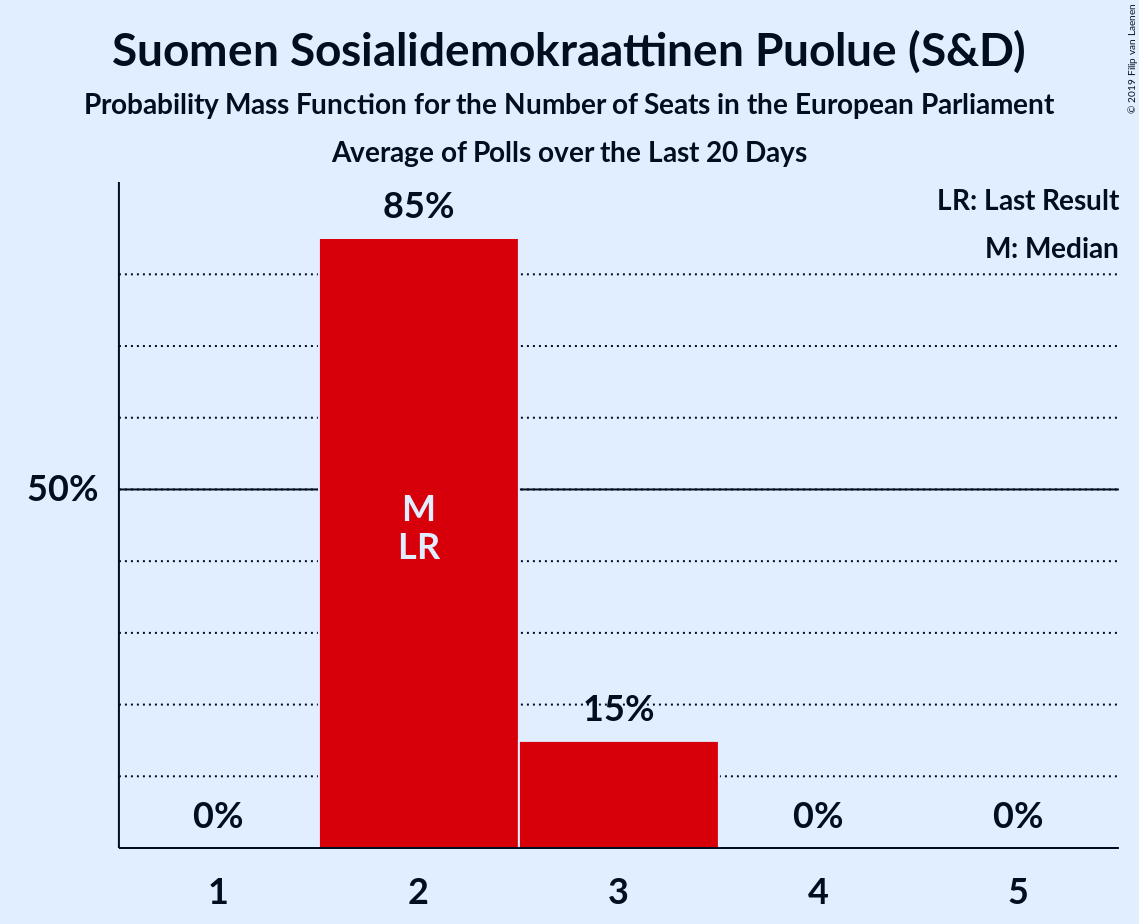 Suomen Sosialidemokraattinen Puolue (S&D)
Probability Mass Function for the Number of Seats in the European Parliament
Average of Polls over the Last 20 Days
© 2019 Filip van Laenen
LR: Last Result
M: Median
85%
50%
M
LR
15%
0%
0%
0%
1
2
3
4
5